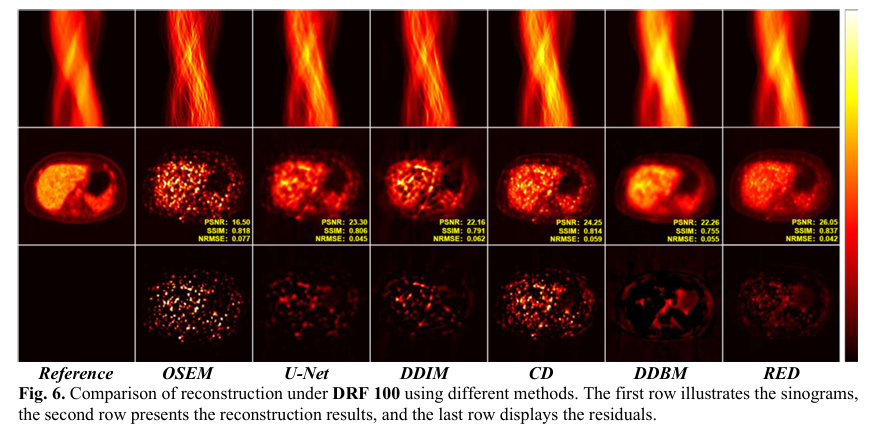 PSNR: 16.50
SSIM: 0.818
NRMSE: 0.077
PSNR: 23.30
SSIM: 0.806
NRMSE: 0.045
PSNR: 22.16
SSIM: 0.791
NRMSE: 0.062
PSNR: 24.25
SSIM: 0.814
NRMSE: 0.059
PSNR: 22.26
SSIM: 0.755
NRMSE: 0.055
PSNR: 26.05
SSIM: 0.837
NRMSE: 0.042
Reference OSEM U-Net DDIM CD DDBM RED
Fig. 6. Comparison of reconstruction under DRF 100 using different methods. The first row illustrates the sinograms,
the second row presents the reconstruction results, and the last row displays the residuals.